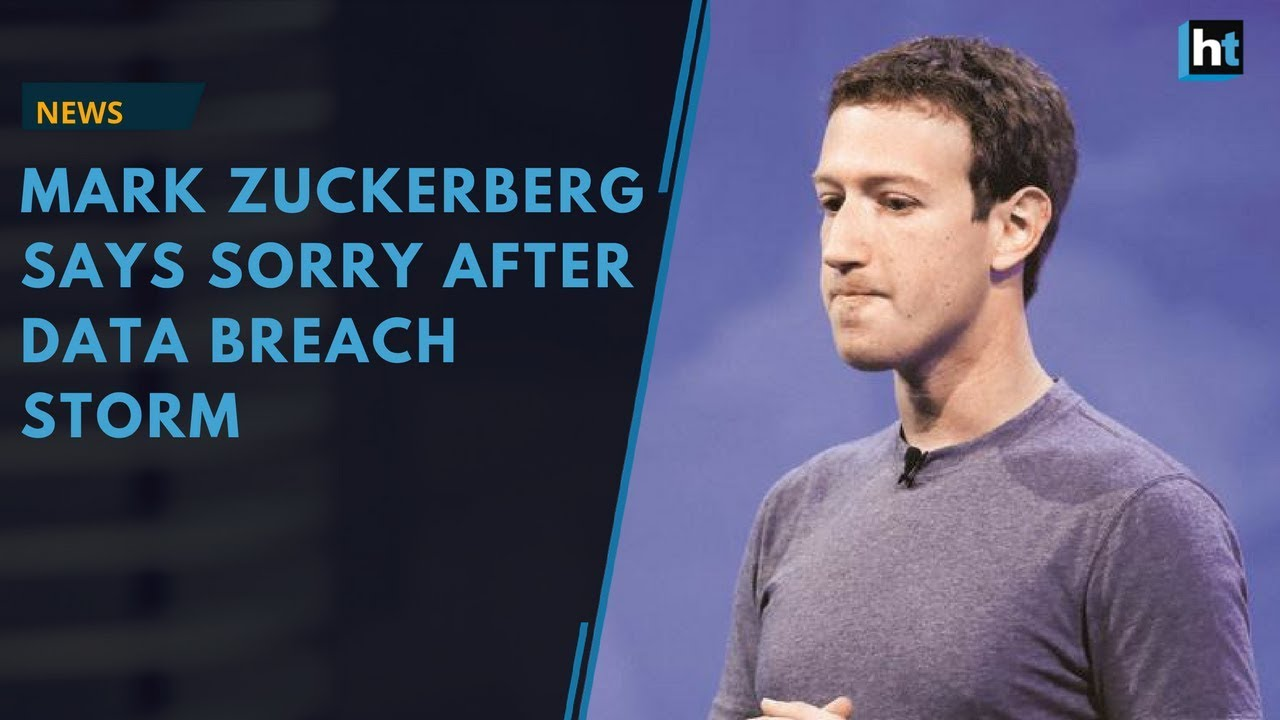 ht
NEWS
MARK ZUCKERBERG
SAYS SORRY AFTER
DATA BREACH
STORM